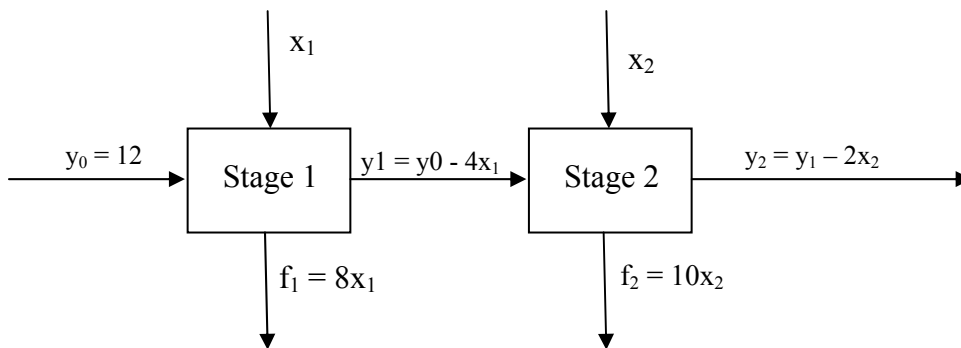 x₁
x₂
y₀ = 12
Stage 1
y1 = y0 - 4x₁
Stage 2
y₂ = y₁ – 2x₂
f₁ = 8x₁
f₂ = 10x₂